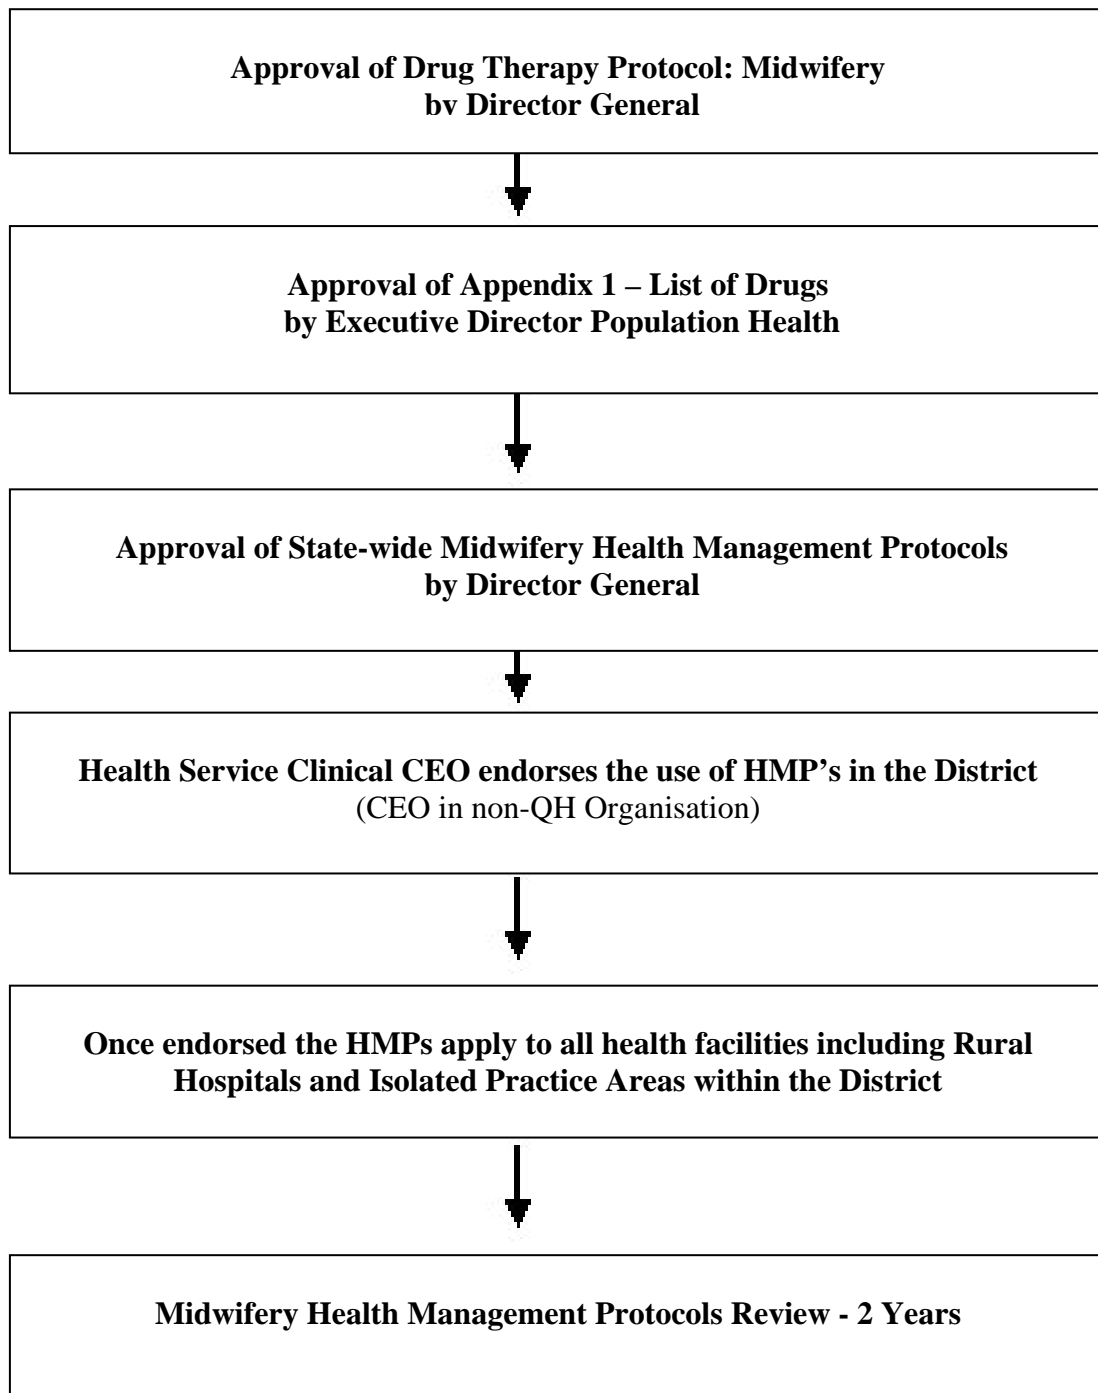 Approval of Drug Therapy Protocol: Midwifery
by Director General
Approval of Appendix 1 – List of Drugs
by Executive Director Population Health
Approval of State-wide Midwifery Health Management Protocols
by Director General
Health Service Clinical CEO endorses the use of HMP's in the District
(CEO in non-QH Organisation)
Once endorsed the HMPs apply to all health facilities including Rural
Hospitals and Isolated Practice Areas within the District
Midwifery Health Management Protocols Review - 2 Years